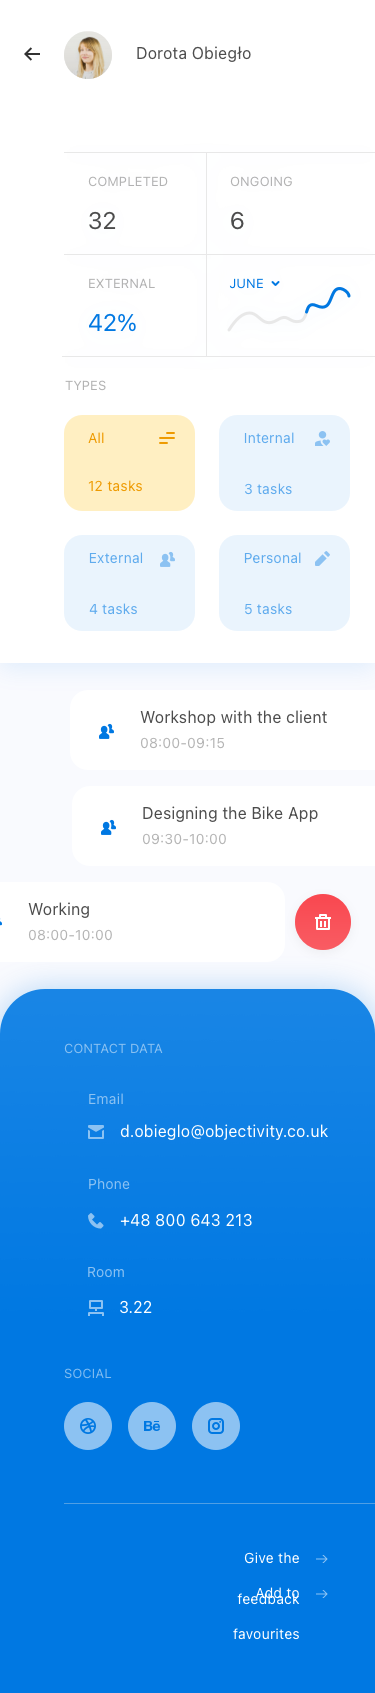 Dorota Obiegło
COMPLETED
ONGOING
32
6
EXTERNAL
JUNE
42%
TYPES
All
Internal
12 tasks
3 tasks
External
Personal
4 tasks
5 tasks
Workshop with the client
08:00-09:15
Designing the Bike App
09:30-10:00
Working
08:00-10:00
CONTACT DATA
Email
d.obieglo@objectivity.co.uk
Phone
+48 800 643 213
Room
3.22
SOCIAL
Bē
Give the
feedback
Add to
favourites